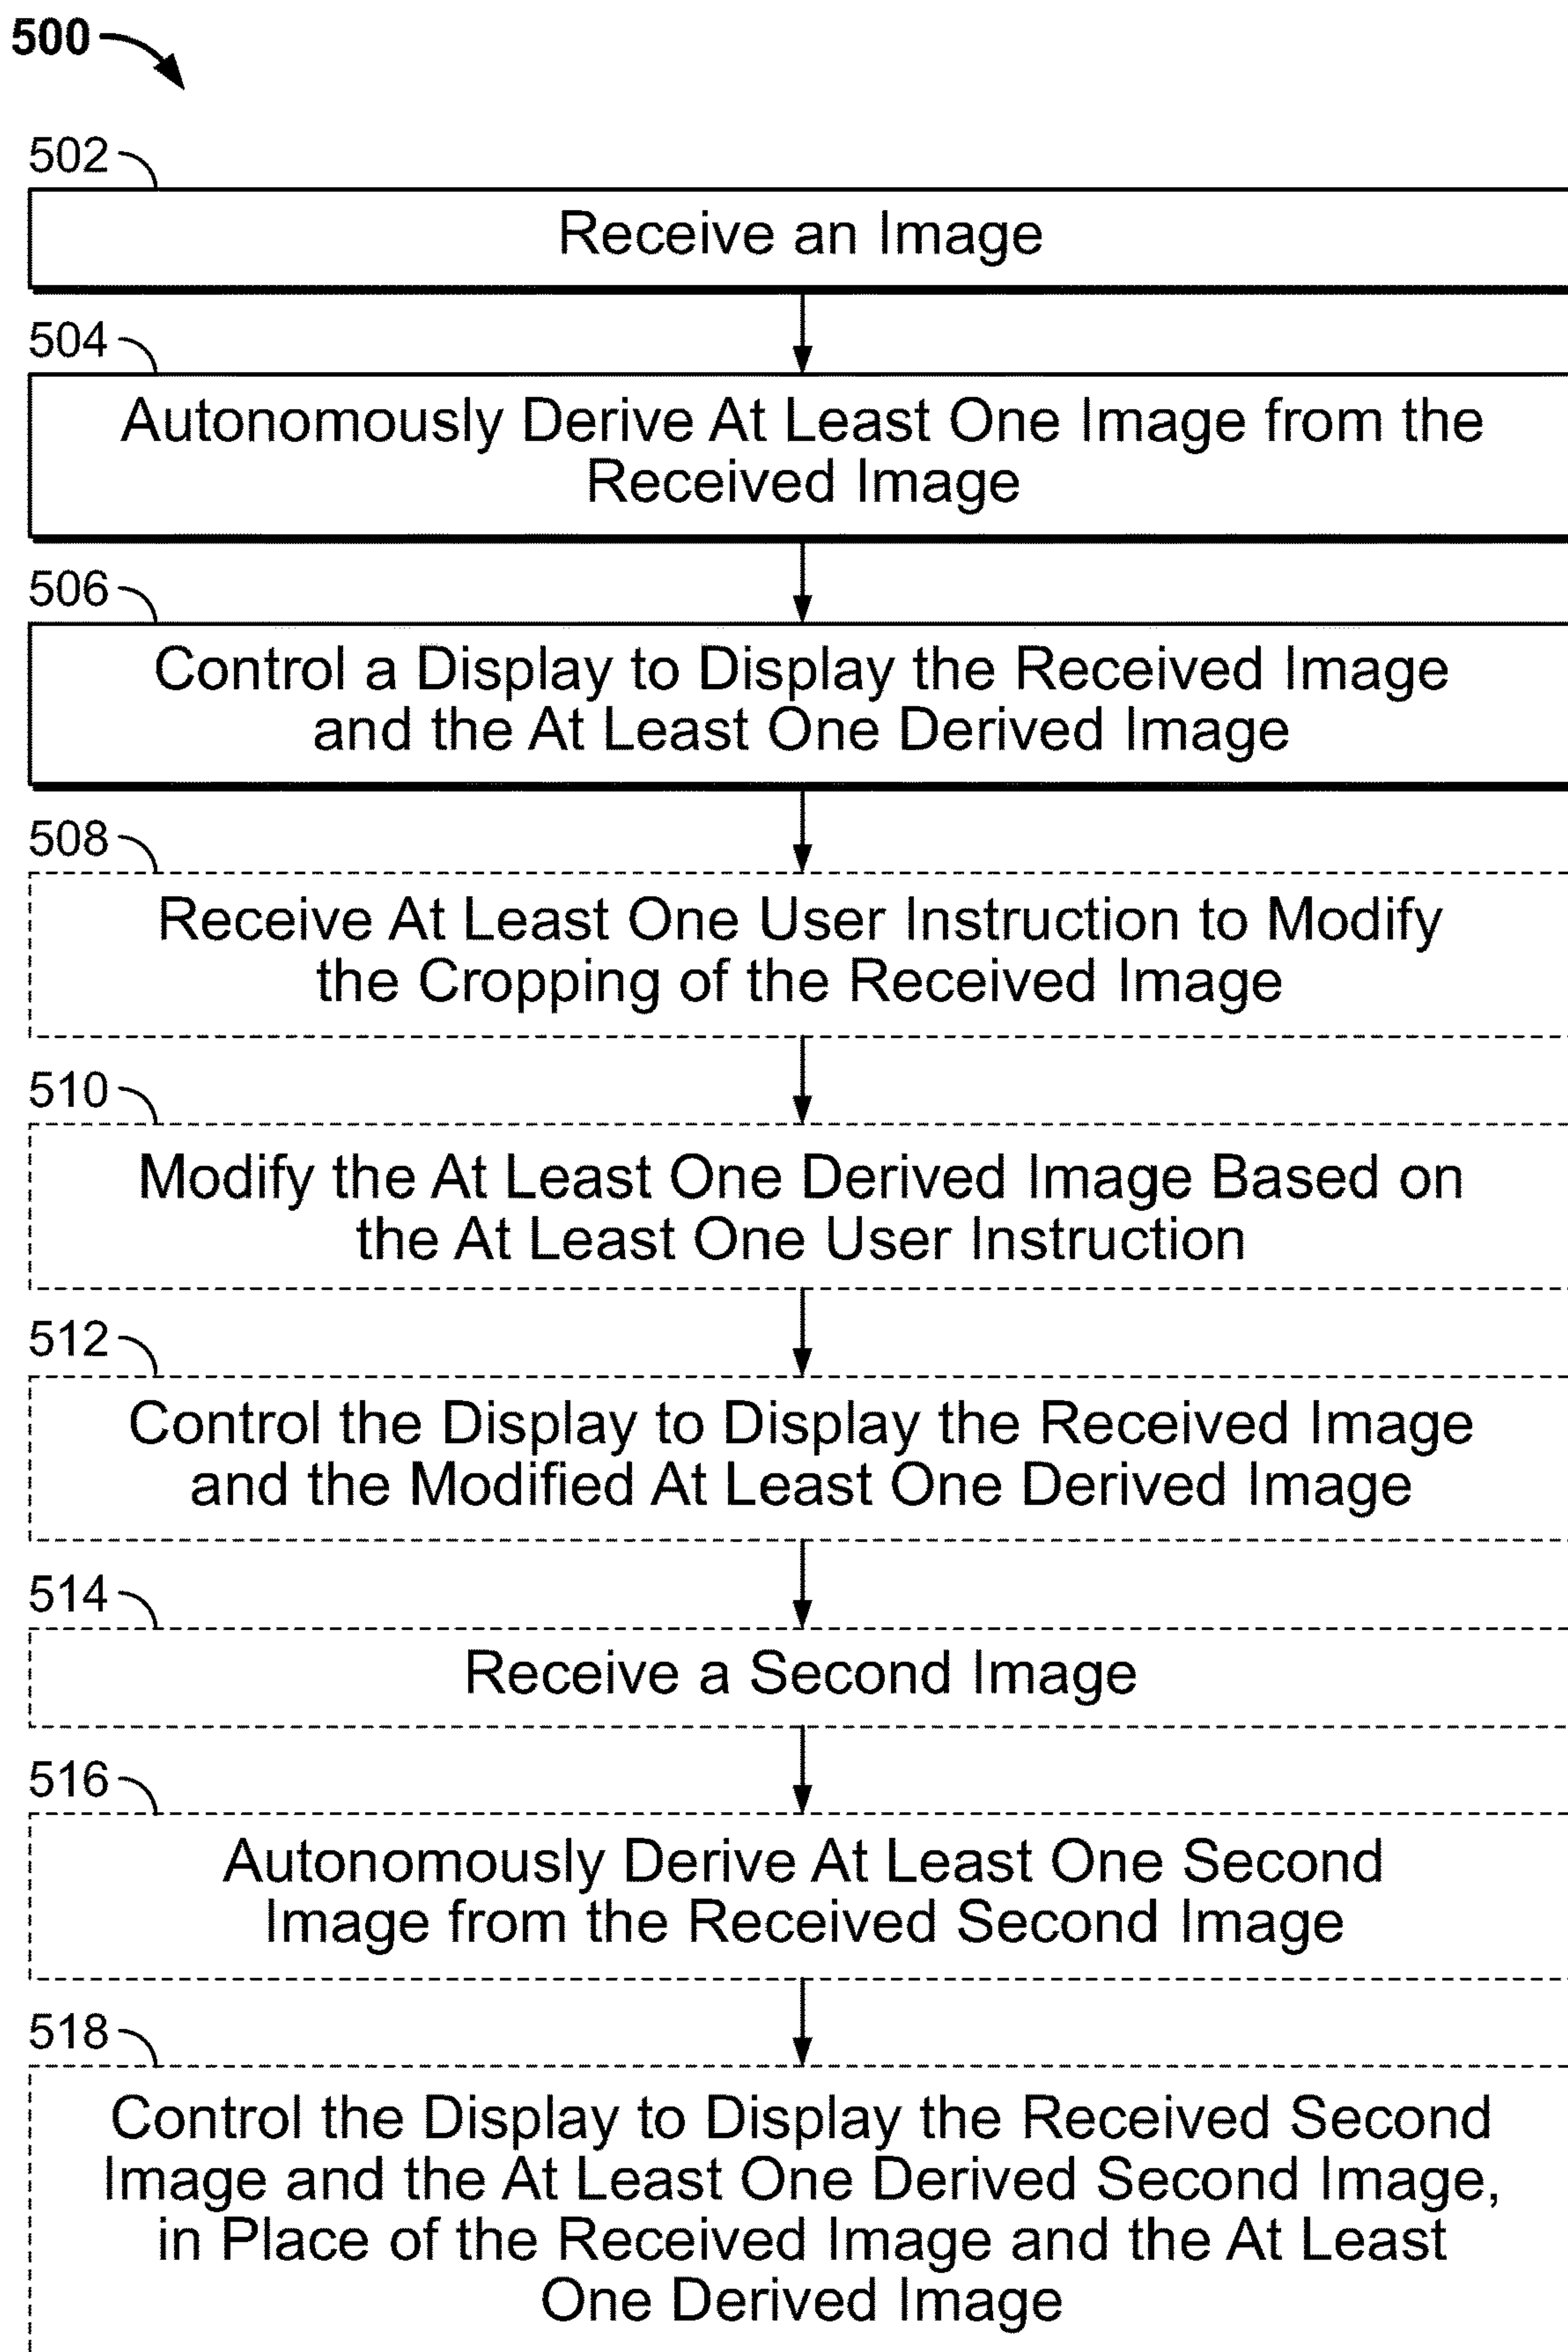 500
502
Receive an Image
504
Autonomously Derive At Least One Image from the
Received Image
506
Control a Display to Display the Received Image
and the At Least One Derived Image
508
Receive At Least One User Instruction to Modify
the Cropping of the Received Image
510
Modify the At Least One Derived Image Based on
the At Least One User Instruction
512
Control the Display to Display the Received Image
and the Modified At Least One Derived Image
514
Receive a Second Image
516
Autonomously Derive At Least One Second
Image from the Received Second Image
518
Control the Display to Display the Received Second
Image and the At Least One Derived Second Image,
in Place of the Received Image and the At Least
One Derived Image